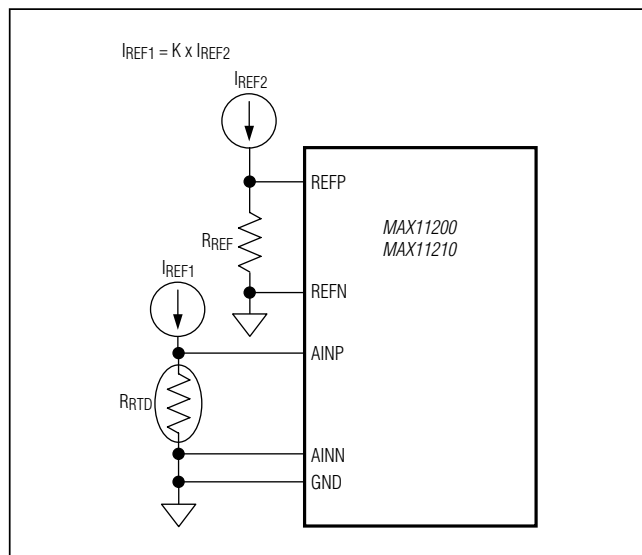 IREF1 = K x IREF2
IREF2
REFP
MAX11200
MAX11210
RREF
REFN
IREF1
AINP
RRTD
AINN
GND